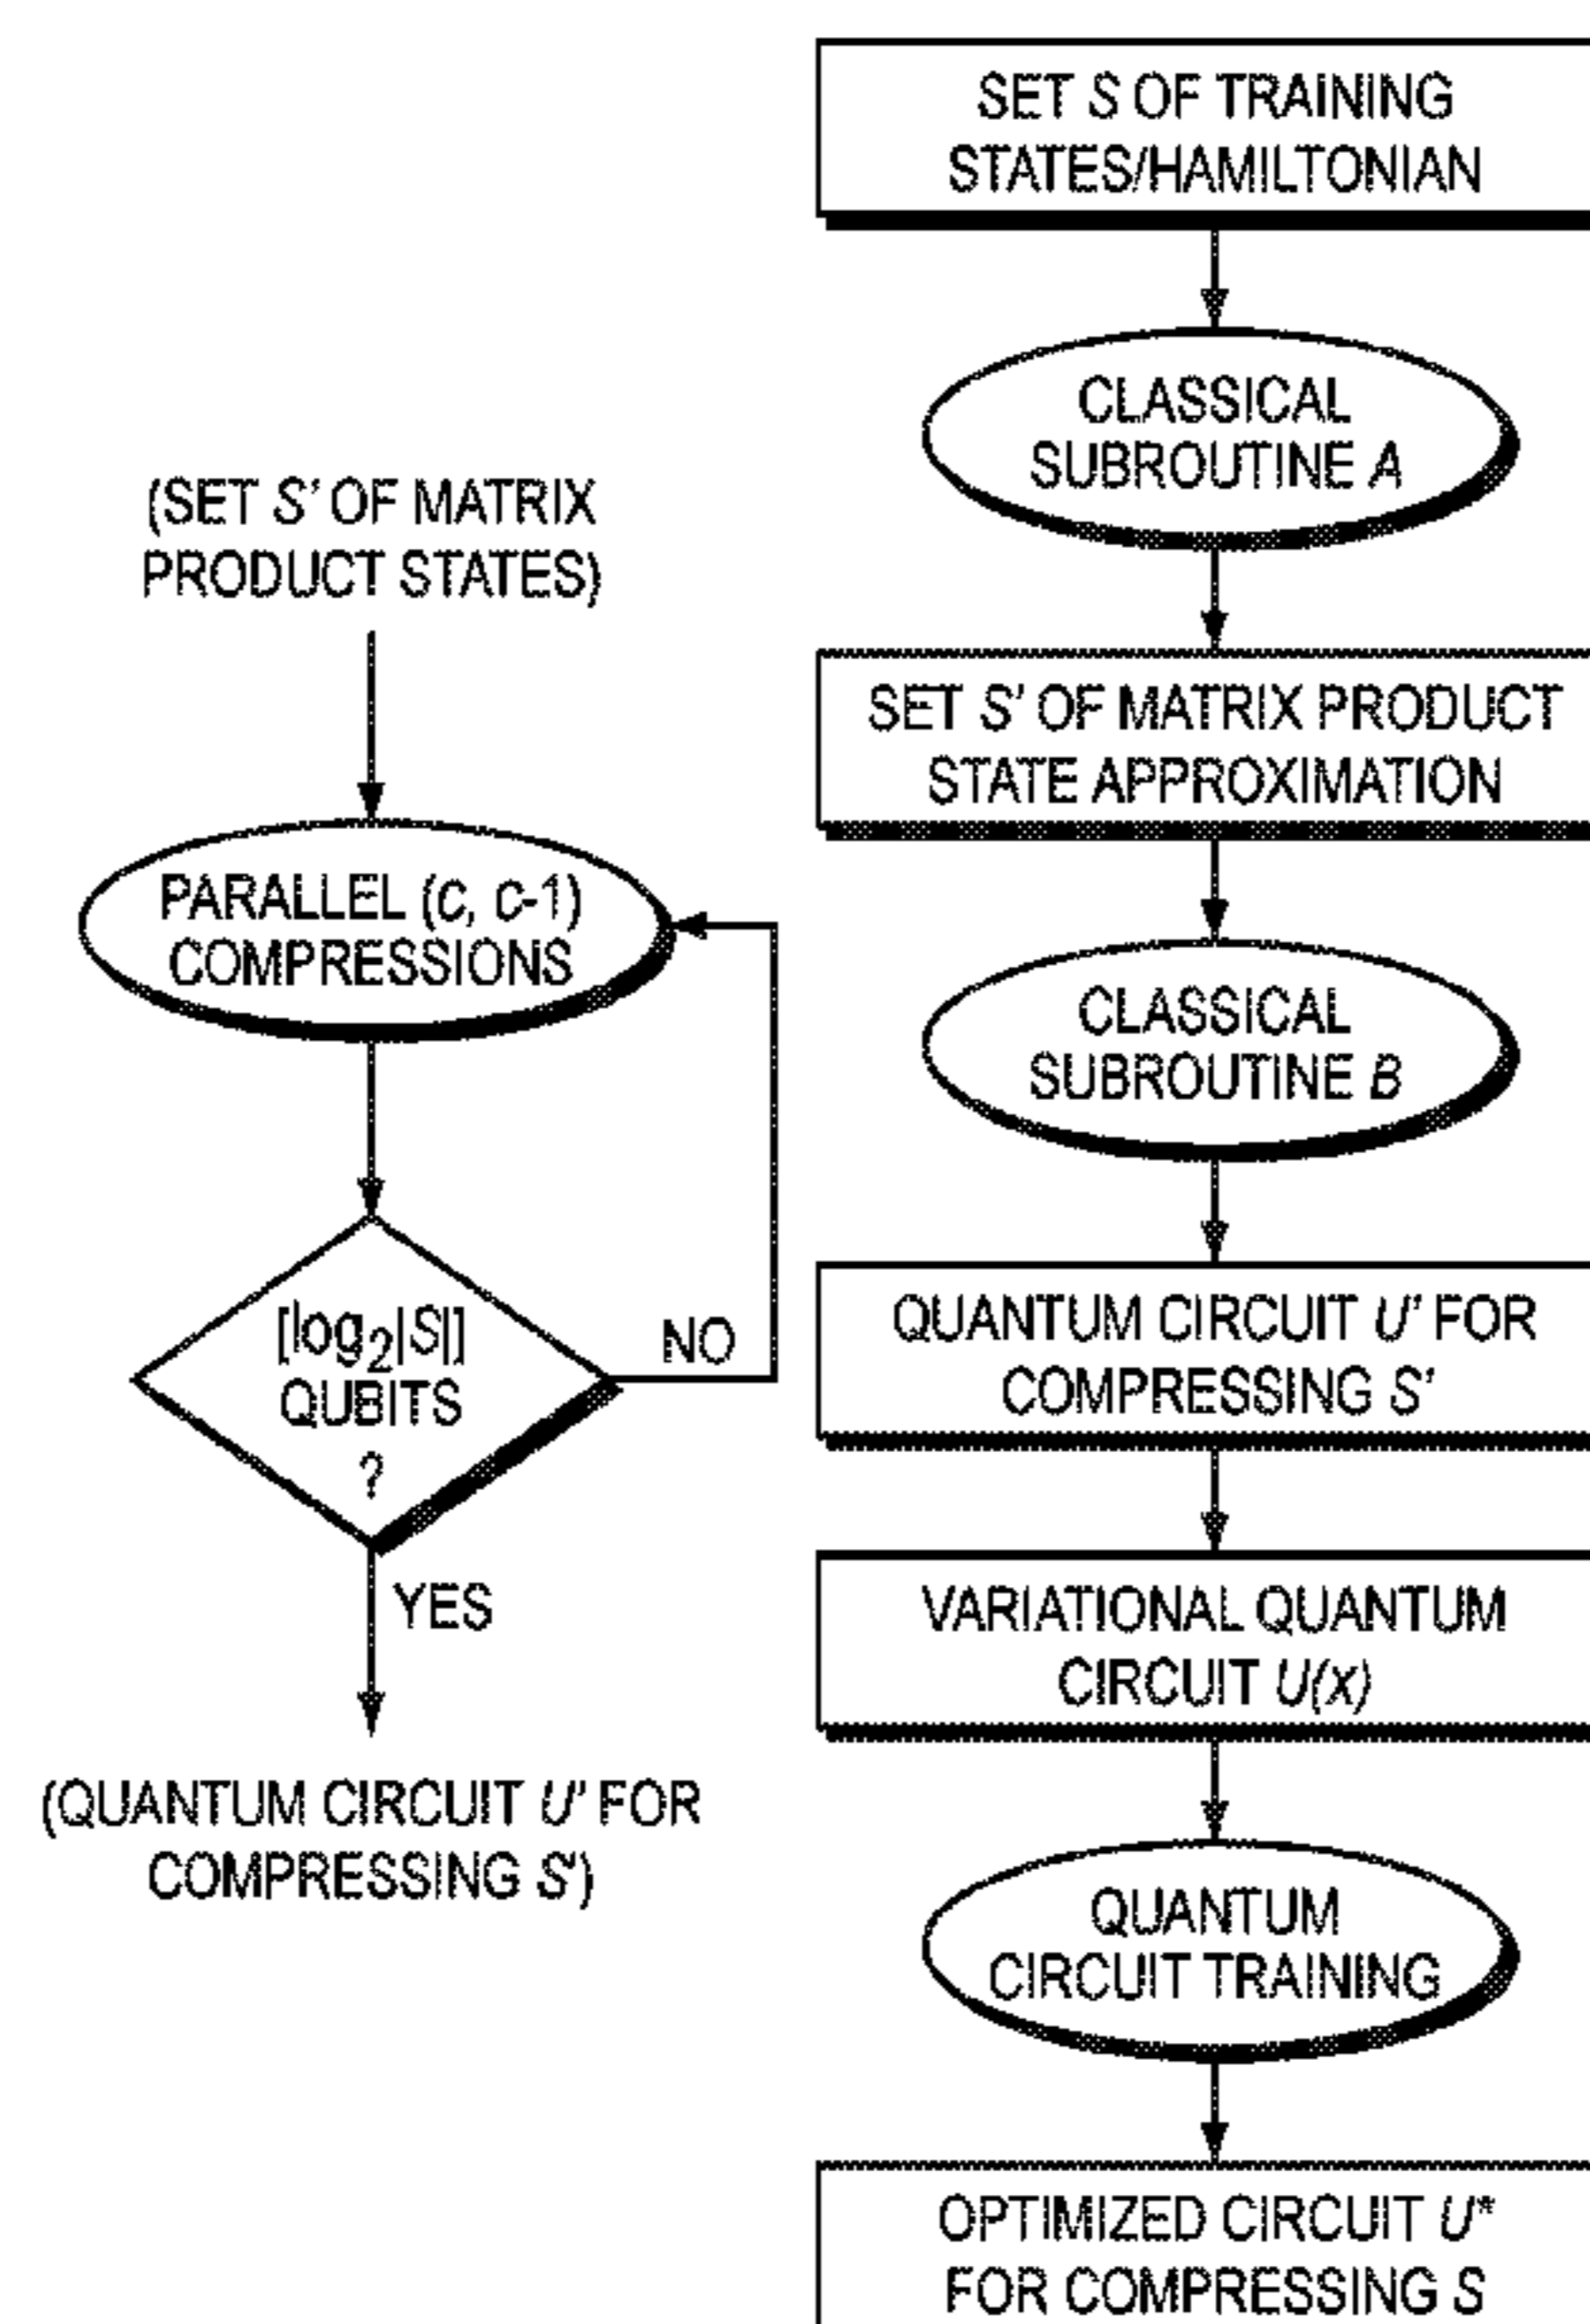 (SET S' OF MATRIX
PRODUCT STATES)
PARALLEL (c, c-1)
COMPRESSIONS
[log2|S|]
QUBITS
?
NO
YES
(QUANTUM CIRCUIT U' FOR
COMPRESSING S')
SET S OF TRAINING
STATES/HAMILTONIAN
CLASSICAL
SUBROUTINE A
SET S' OF MATRIX PRODUCT
STATE APPROXIMATION
CLASSICAL
SUBROUTINE B
QUANTUM CIRCUIT U' FOR
COMPRESSING S'
VARIATIONAL QUANTUM
CIRCUIT U(x)
QUANTUM
CIRCUIT TRAINING
OPTIMIZED CIRCUIT U*
FOR COMPRESSING S